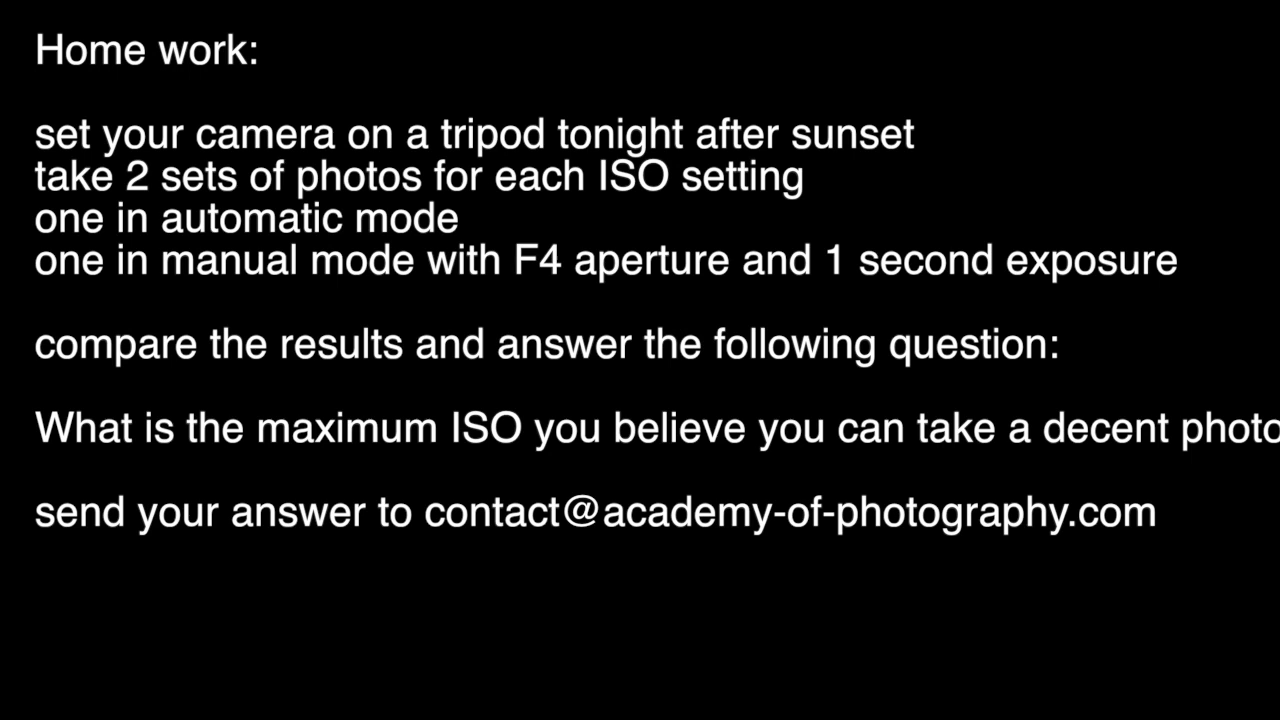 Home work:
set your camera on a tripod tonight after sunset
take 2 sets of photos for each ISO setting
one in automatic mode
one in manual mode with F4 aperture and 1 second exposure
compare the results and answer the following question:
What is the maximum ISO you believe you can take a decent photo
send your answer to contact@academy-of-photography.com